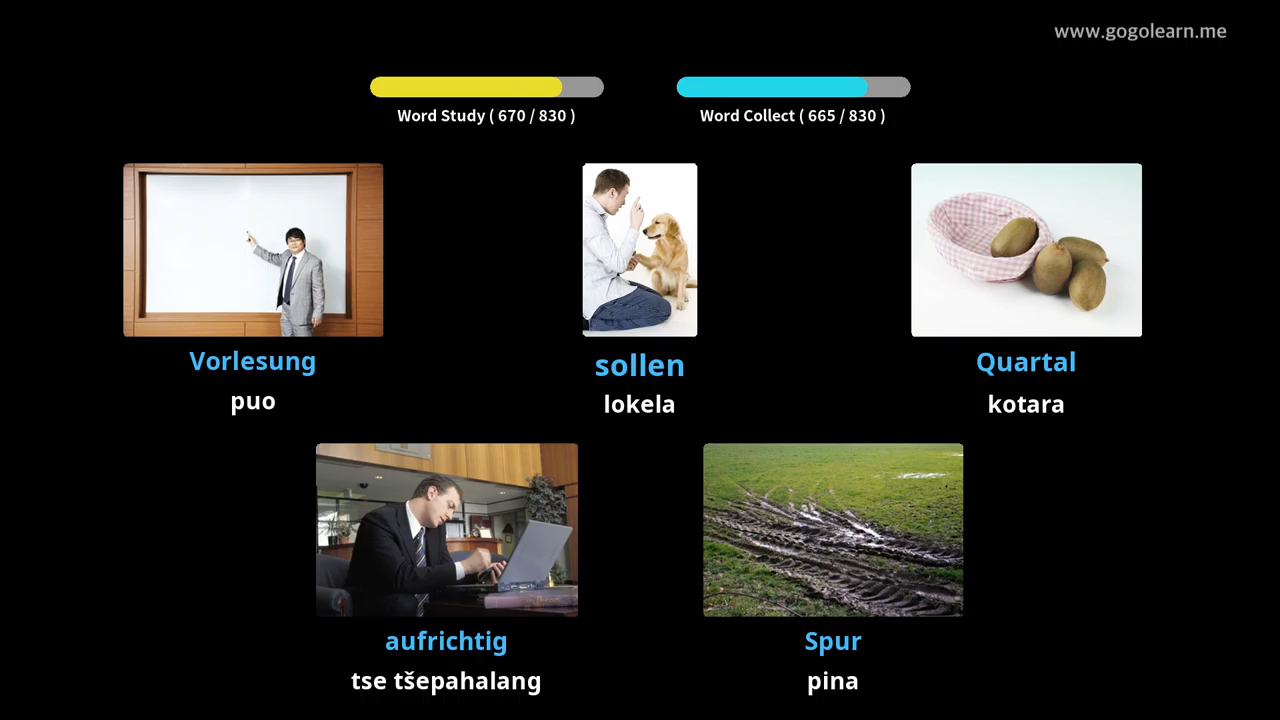 www.gogolearn.me
Word Study ( 670 / 830 )
Word Collect ( 665 / 830 )
Vorlesung
puo
sollen
lokela
Quartal
kotara
aufrichtig
tse tšepahalang
Spur
pina